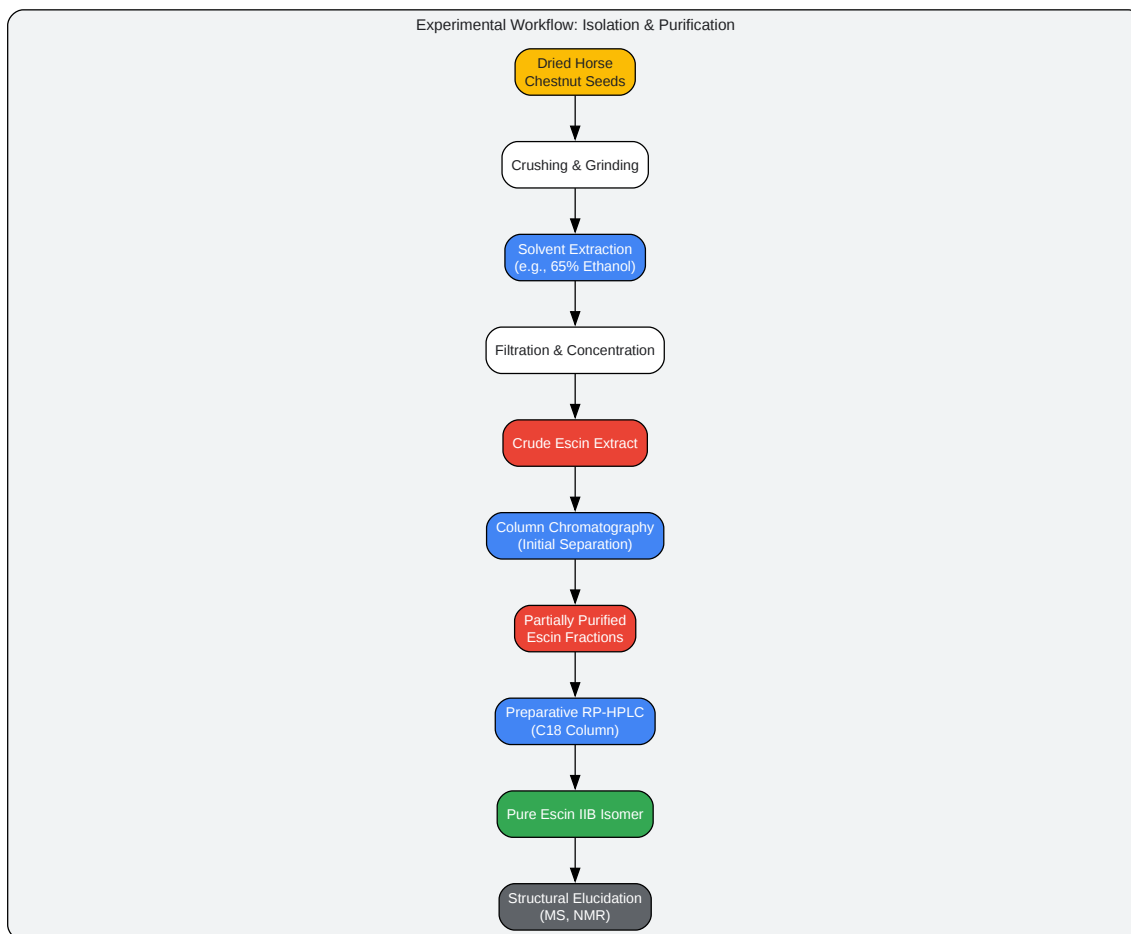 Experimental Workflow: Isolation & Purification
Dried Horse
Chestnut Seeds
Crushing & Grinding
Solvent Extraction
(e.g., 65% Ethanol)
Filtration & Concentration
Crude Escin Extract
Column Chromatography
(Initial Separation)
Partially Purified
Escin Fractions
Preparative RP-HPLC
(C18 Column)
Pure Escin IIB Isomer
Structural Elucidation
(MS, NMR)